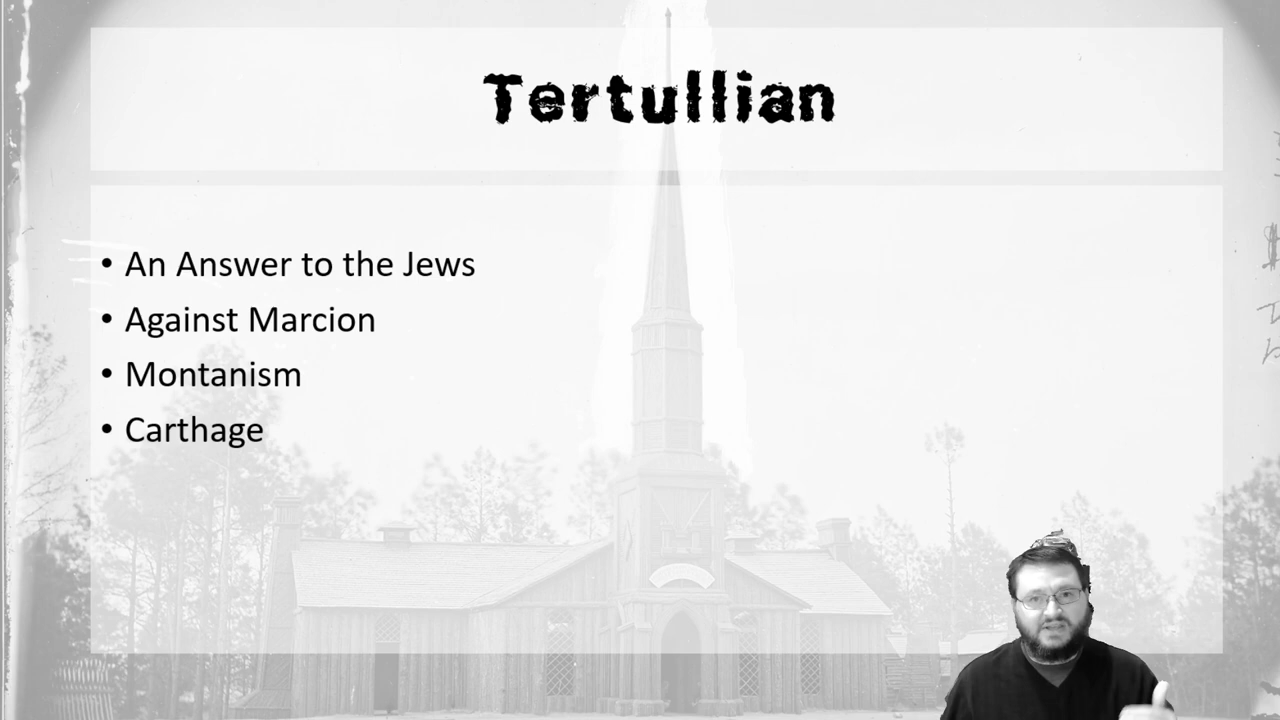 Tertullian
• An Answer to the Jews
• Against Marcion
• Montanism
• Carthage